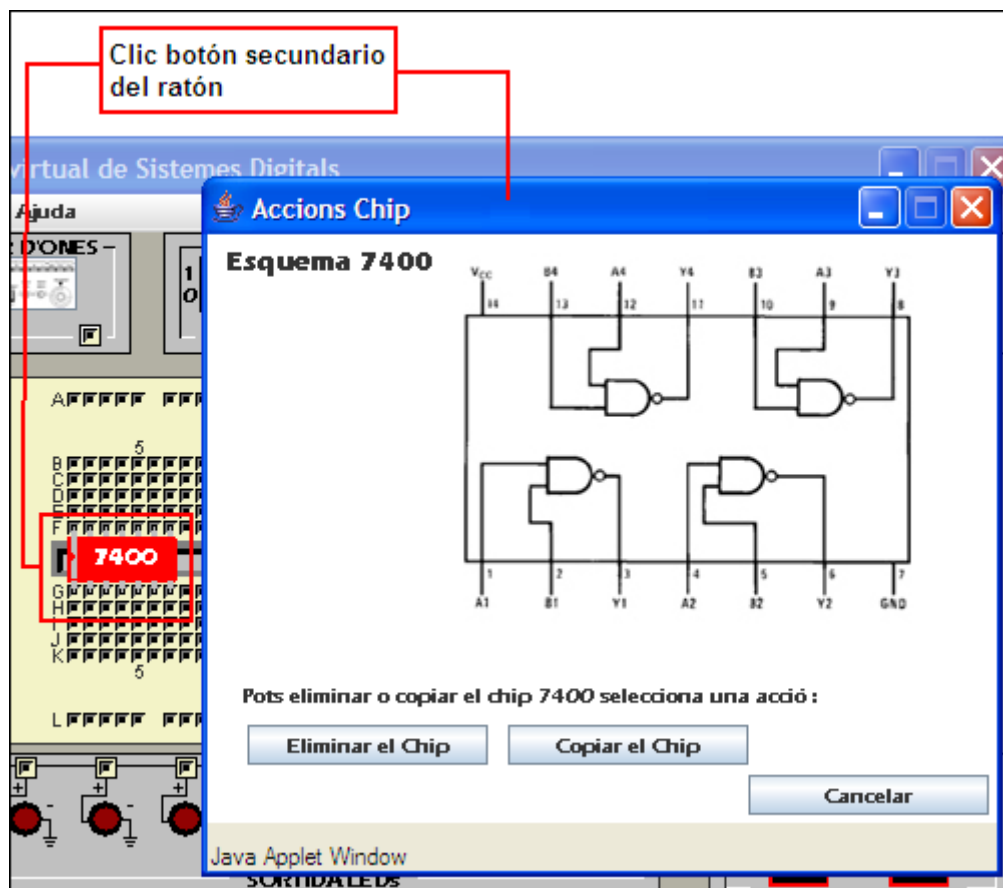 Clic botón secundario
del ratón
virtual de Sistemes Digitals
Ajuda
Accions Chip
D'ONES
1
0
Esquema 7400
VCC B4 A4 Y4 B3 A3 Y3
14 13 12 11 10 9 8
1 2 3 4 5 6 7
A1 B1 Y1 A2 B2 Y2 GND
A
5
B
C
D
E
F
7400
G
H
I
J
K
5
L
Pots eliminar o copiar el chip 7400 selecciona una acció :
Eliminar el Chip Copiar el Chip
Cancelar
+ - + - +
Java Applet Window
SORTIDA LEDs